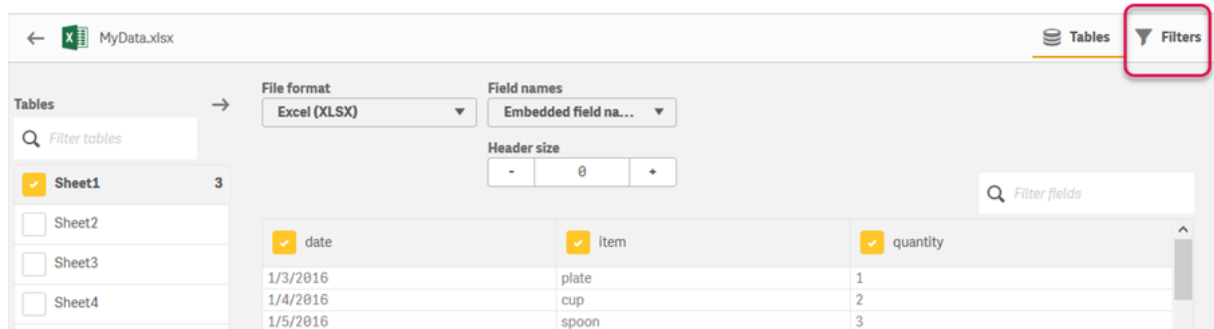 MyData.xlsx
Tables
Filters
Tables
Filter tables
Sheet1 3
Sheet2
Sheet3
Sheet4
File format
Excel (XLSX)
Field names
Embedded field na...
Header size
- 0 +
Filter fields
date item quantity
1/3/2016 plate 1
1/4/2016 cup 2
1/5/2016 spoon 3